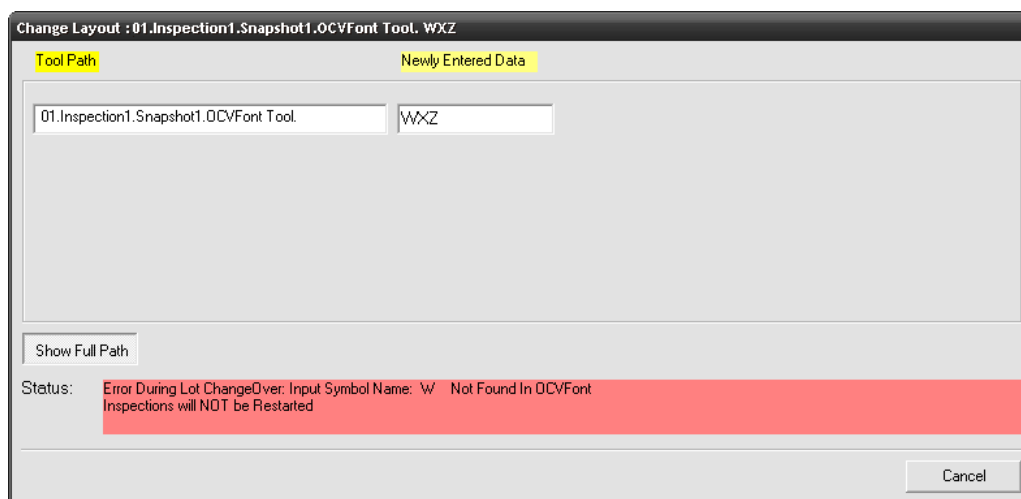 Change Layout :01.Inspection1.Snapshot1.OCVFont Tool. WXZ
Tool Path Newly Entered Data
01.Inspection1.Snapshot1.OCVFont Tool. WXZ
Show Full Path
Status: Error During Lot ChangeOver: Input Symbol Name: W Not Found In OCVFont
Inspections will NOT be Restarted
Cancel